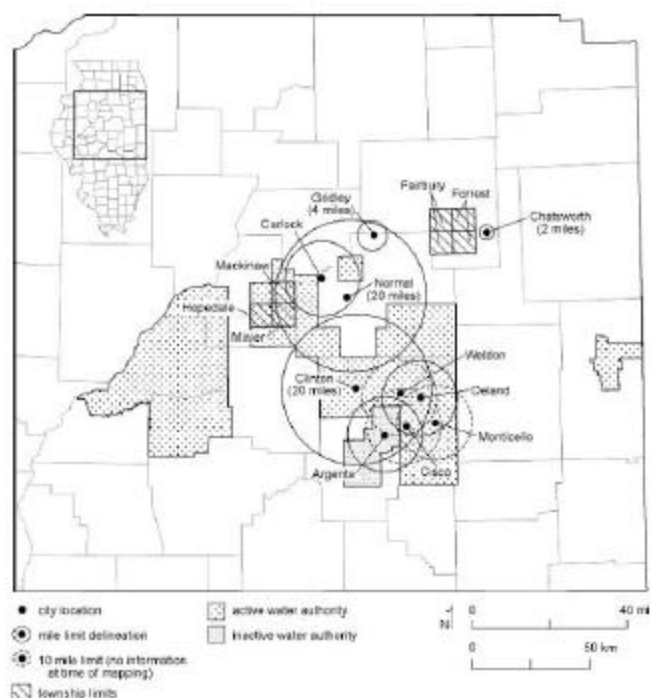 Fairbury
Forrest
Gridley
(4 miles)
Chatsworth
(2 miles)
Carlock
Mackinaw
Normal
(20 miles)
Hopedale
Minier
Weldon
Clinton
(20 miles)
Deland
Monticello
Argenta
Cisco
city location
mile limit delineation
10 mile limit (no information
at time of mapping)
township limits
active water authority
inactive water authority
N
0
40 mi
0
50 km